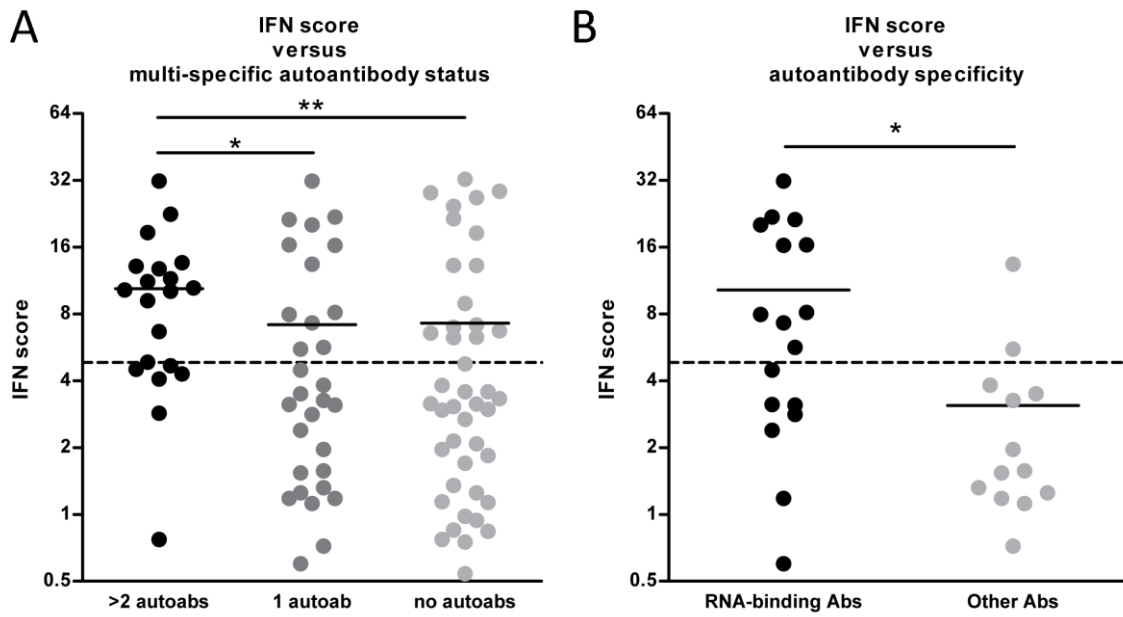 A
IFN score
versus
multi-specific autoantibody status
**
*
IFN score
64
32
16
8
4
2
1
0.5
>2 autoabs 1 autoab no autoabs
B
IFN score
versus
autoantibody specificity
*
IFN score
64
32
16
8
4
2
1
0.5
RNA-binding Abs Other Abs